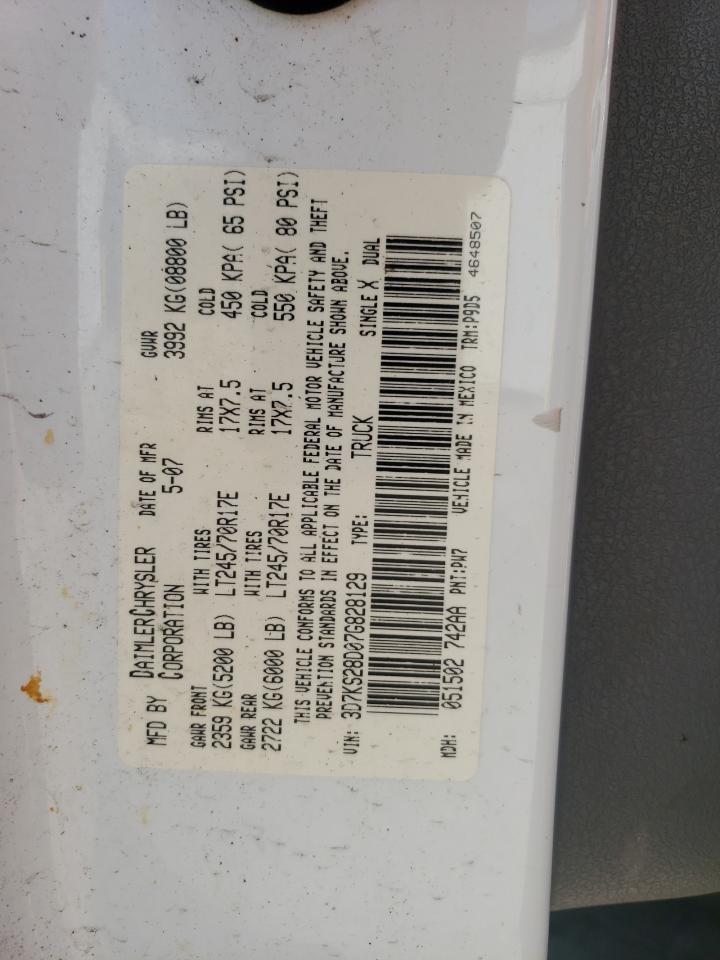 MFD BY DAIMLERCHRYSLER CORPORATION DATE OF MFR 5-07 GVWR 3992 KG(08800 LB)
GAWR FRONT WITH TIRES RIMS AT COLD
2359 KG(5200 LB) LT245/70R17E 17X7.5 450 KPA( 65 PSI)
GAWR REAR WITH TIRES RIMS AT COLD
2722 KG(6000 LB) LT245/70R17E 17X7.5 550 KPA( 80 PSI)
THIS VEHICLE CONFORMS TO ALL APPLICABLE FEDERAL MOTOR VEHICLE SAFETY AND THEFT
PREVENTION STANDARDS IN EFFECT ON THE DATE OF MANUFACTURE SHOWN ABOVE.
VIN: 3D7KS28D07G828129 TYPE: TRUCK SINGLE X DUAL
MDH: 051502 742AA PNT:PW7 VEHICLE MADE IN MEXICO TRM:P9D5 4648507